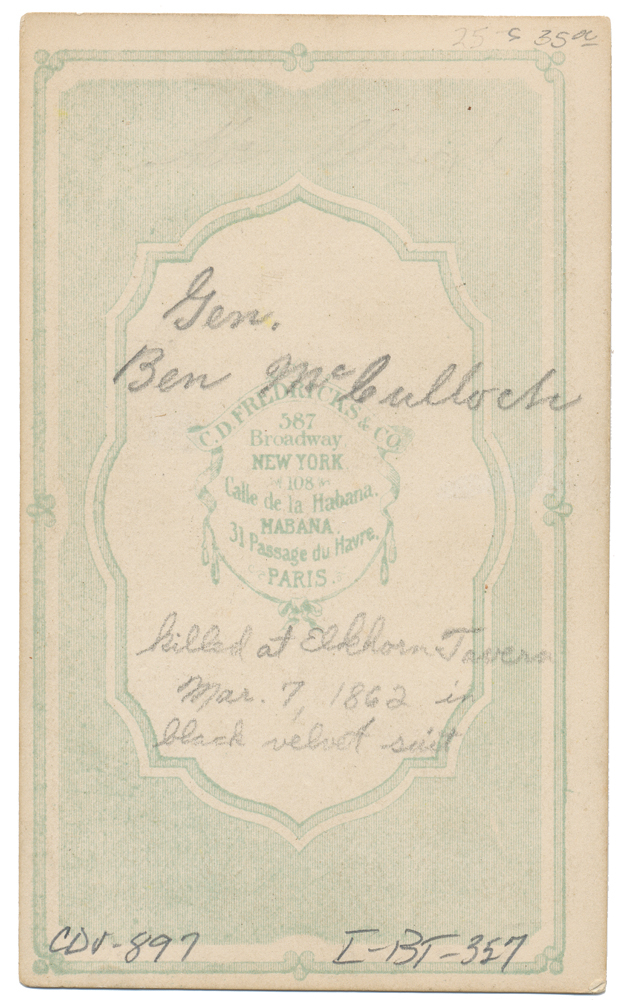 25 & 35
Gen.
Ben McCulloch
C. D. FREDRICKS & Co
587
Broadway
NEW YORK
108
Calle de la Habana.
HABANA.
31 Passage du Havre.
PARIS.
killed at Elkhorn Tavern
Mar. 7, 1862 in
black velvet suit
CDV-897
I-BT-357